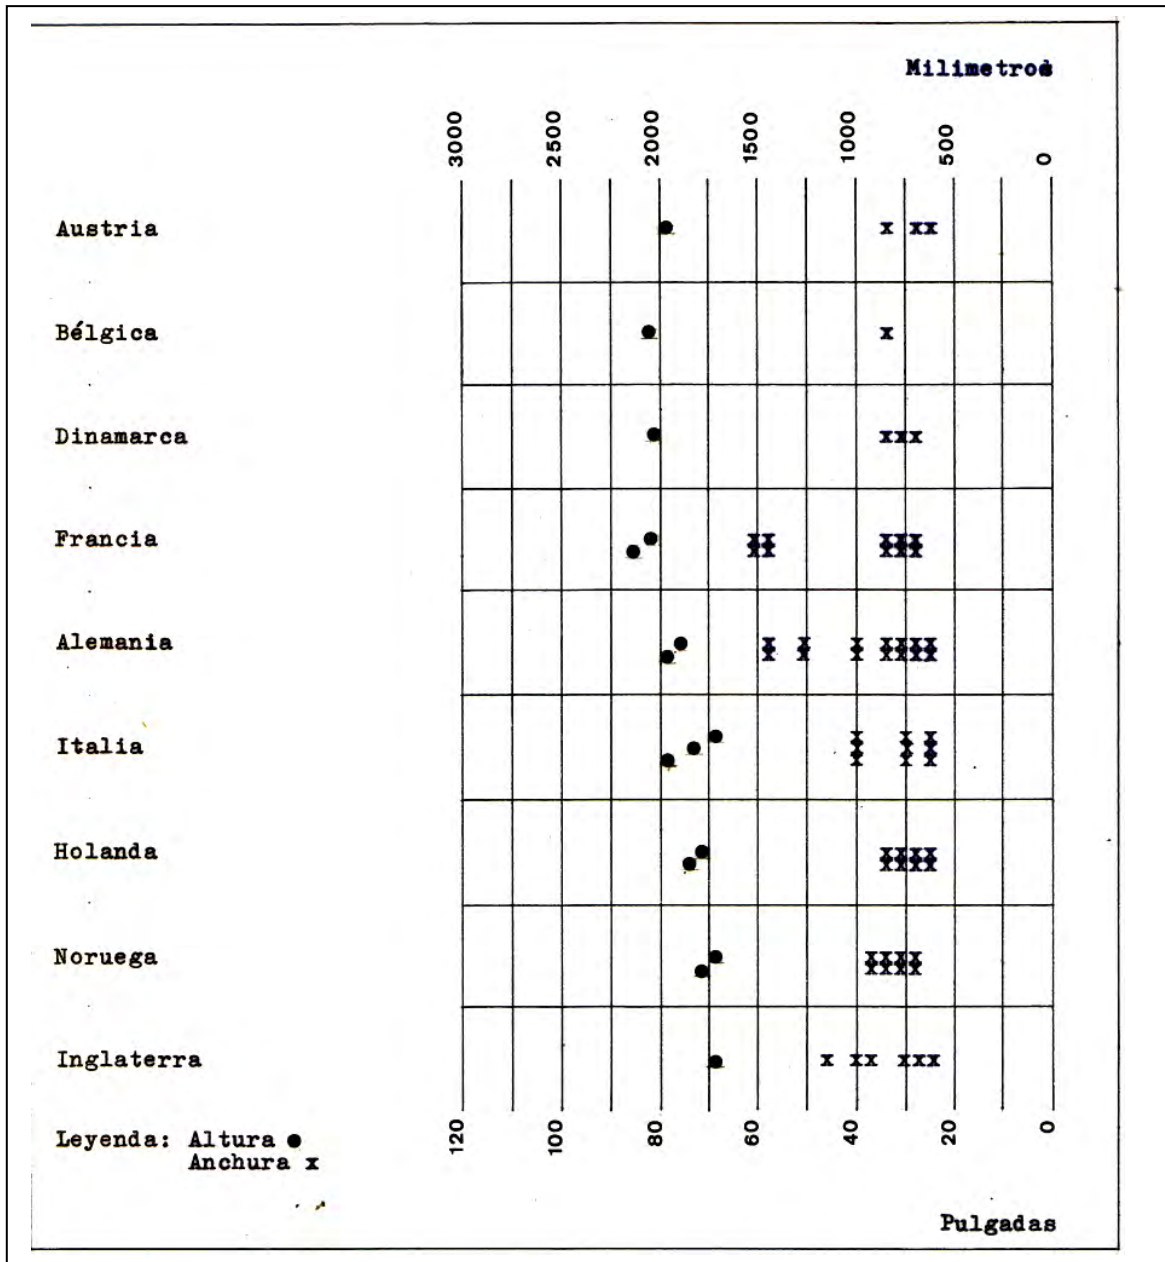 Milimetros
3000 2500 2000 1500 1000 500 0
Austria
Bélgica
Dinamarca
Francia
Alemania
Italia
Holanda
Noruega
Inglaterra
120 100 80 60 40 20 0
Leyenda: Altura ●
Anchura x
Pulgadas